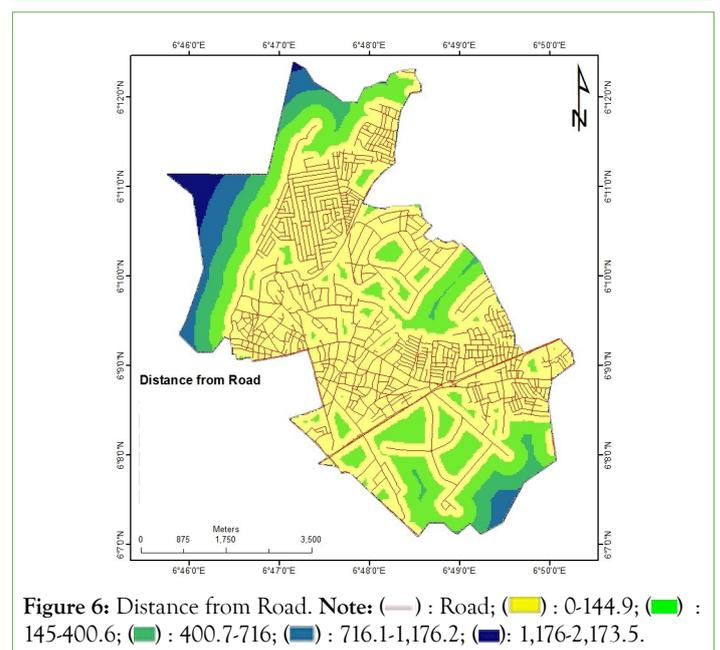 6°46'0"E 6°47'0"E 6°48'0"E 6°49'0"E 6°50'0"E
6°12'0"N 6°12'0"N
N
6°11'0"N 6°11'0"N
6°10'0"N 6°10'0"N
6°9'0"N 6°9'0"N
Distance from Road
6°8'0"N 6°8'0"N
Meters
0 875 1,750 3,500
6°7'0"N 6°7'0"N
6°46'0"E 6°47'0"E 6°48'0"E 6°49'0"E 6°50'0"E
Figure 6: Distance from Road. Note: ( ) : Road; ( ) : 0-144.9; ( ) :
145-400.6; ( ) : 400.7-716; ( ) : 716.1-1,176.2; ( ): 1,176-2,173.5.